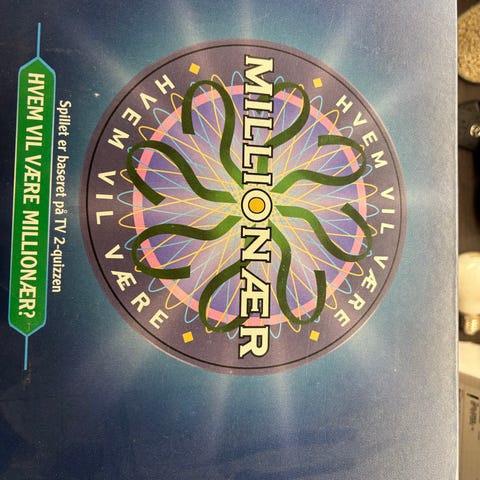 HVEM VIL VÆRE
MILLIONÆR
HVEM VIL VÆRE
Spillet er baseret på TV 2-quizzen
HVEM VIL VÆRE MILLIONÆR?